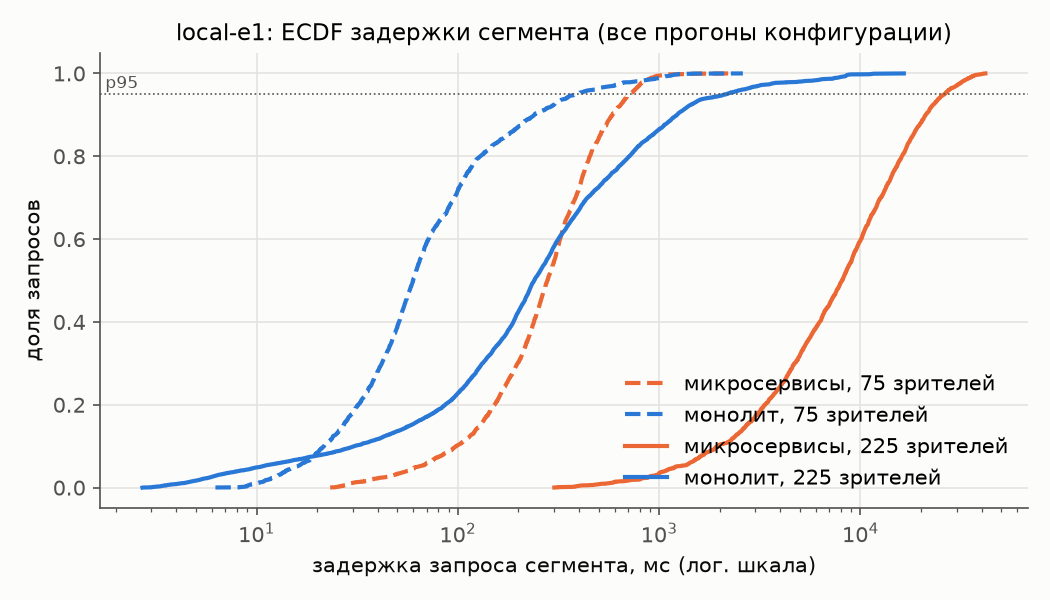 local-e1: ECDF задержки сегмента (все прогоны конфигурации)
доля запросов
1.0
0.8
0.6
0.4
0.2
0.0
p95
микросервисы, 75 зрителей
монолит, 75 зрителей
микросервисы, 225 зрителей
монолит, 225 зрителей
10¹ 10² 10³ 10⁴
задержка запроса сегмента, мс (лог. шкала)